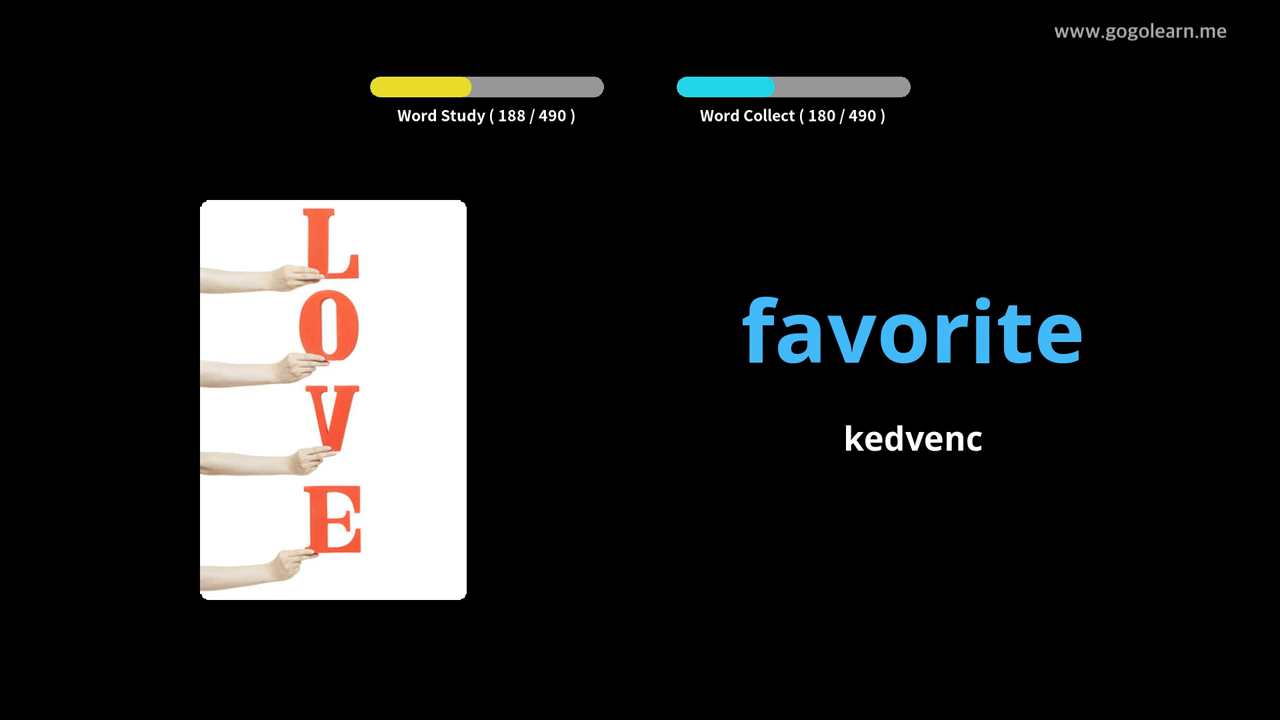 www.gogolearn.me
Word Study ( 188 / 490 )
Word Collect ( 180 / 490 )
L
O
V
E
favorite
kedvenc